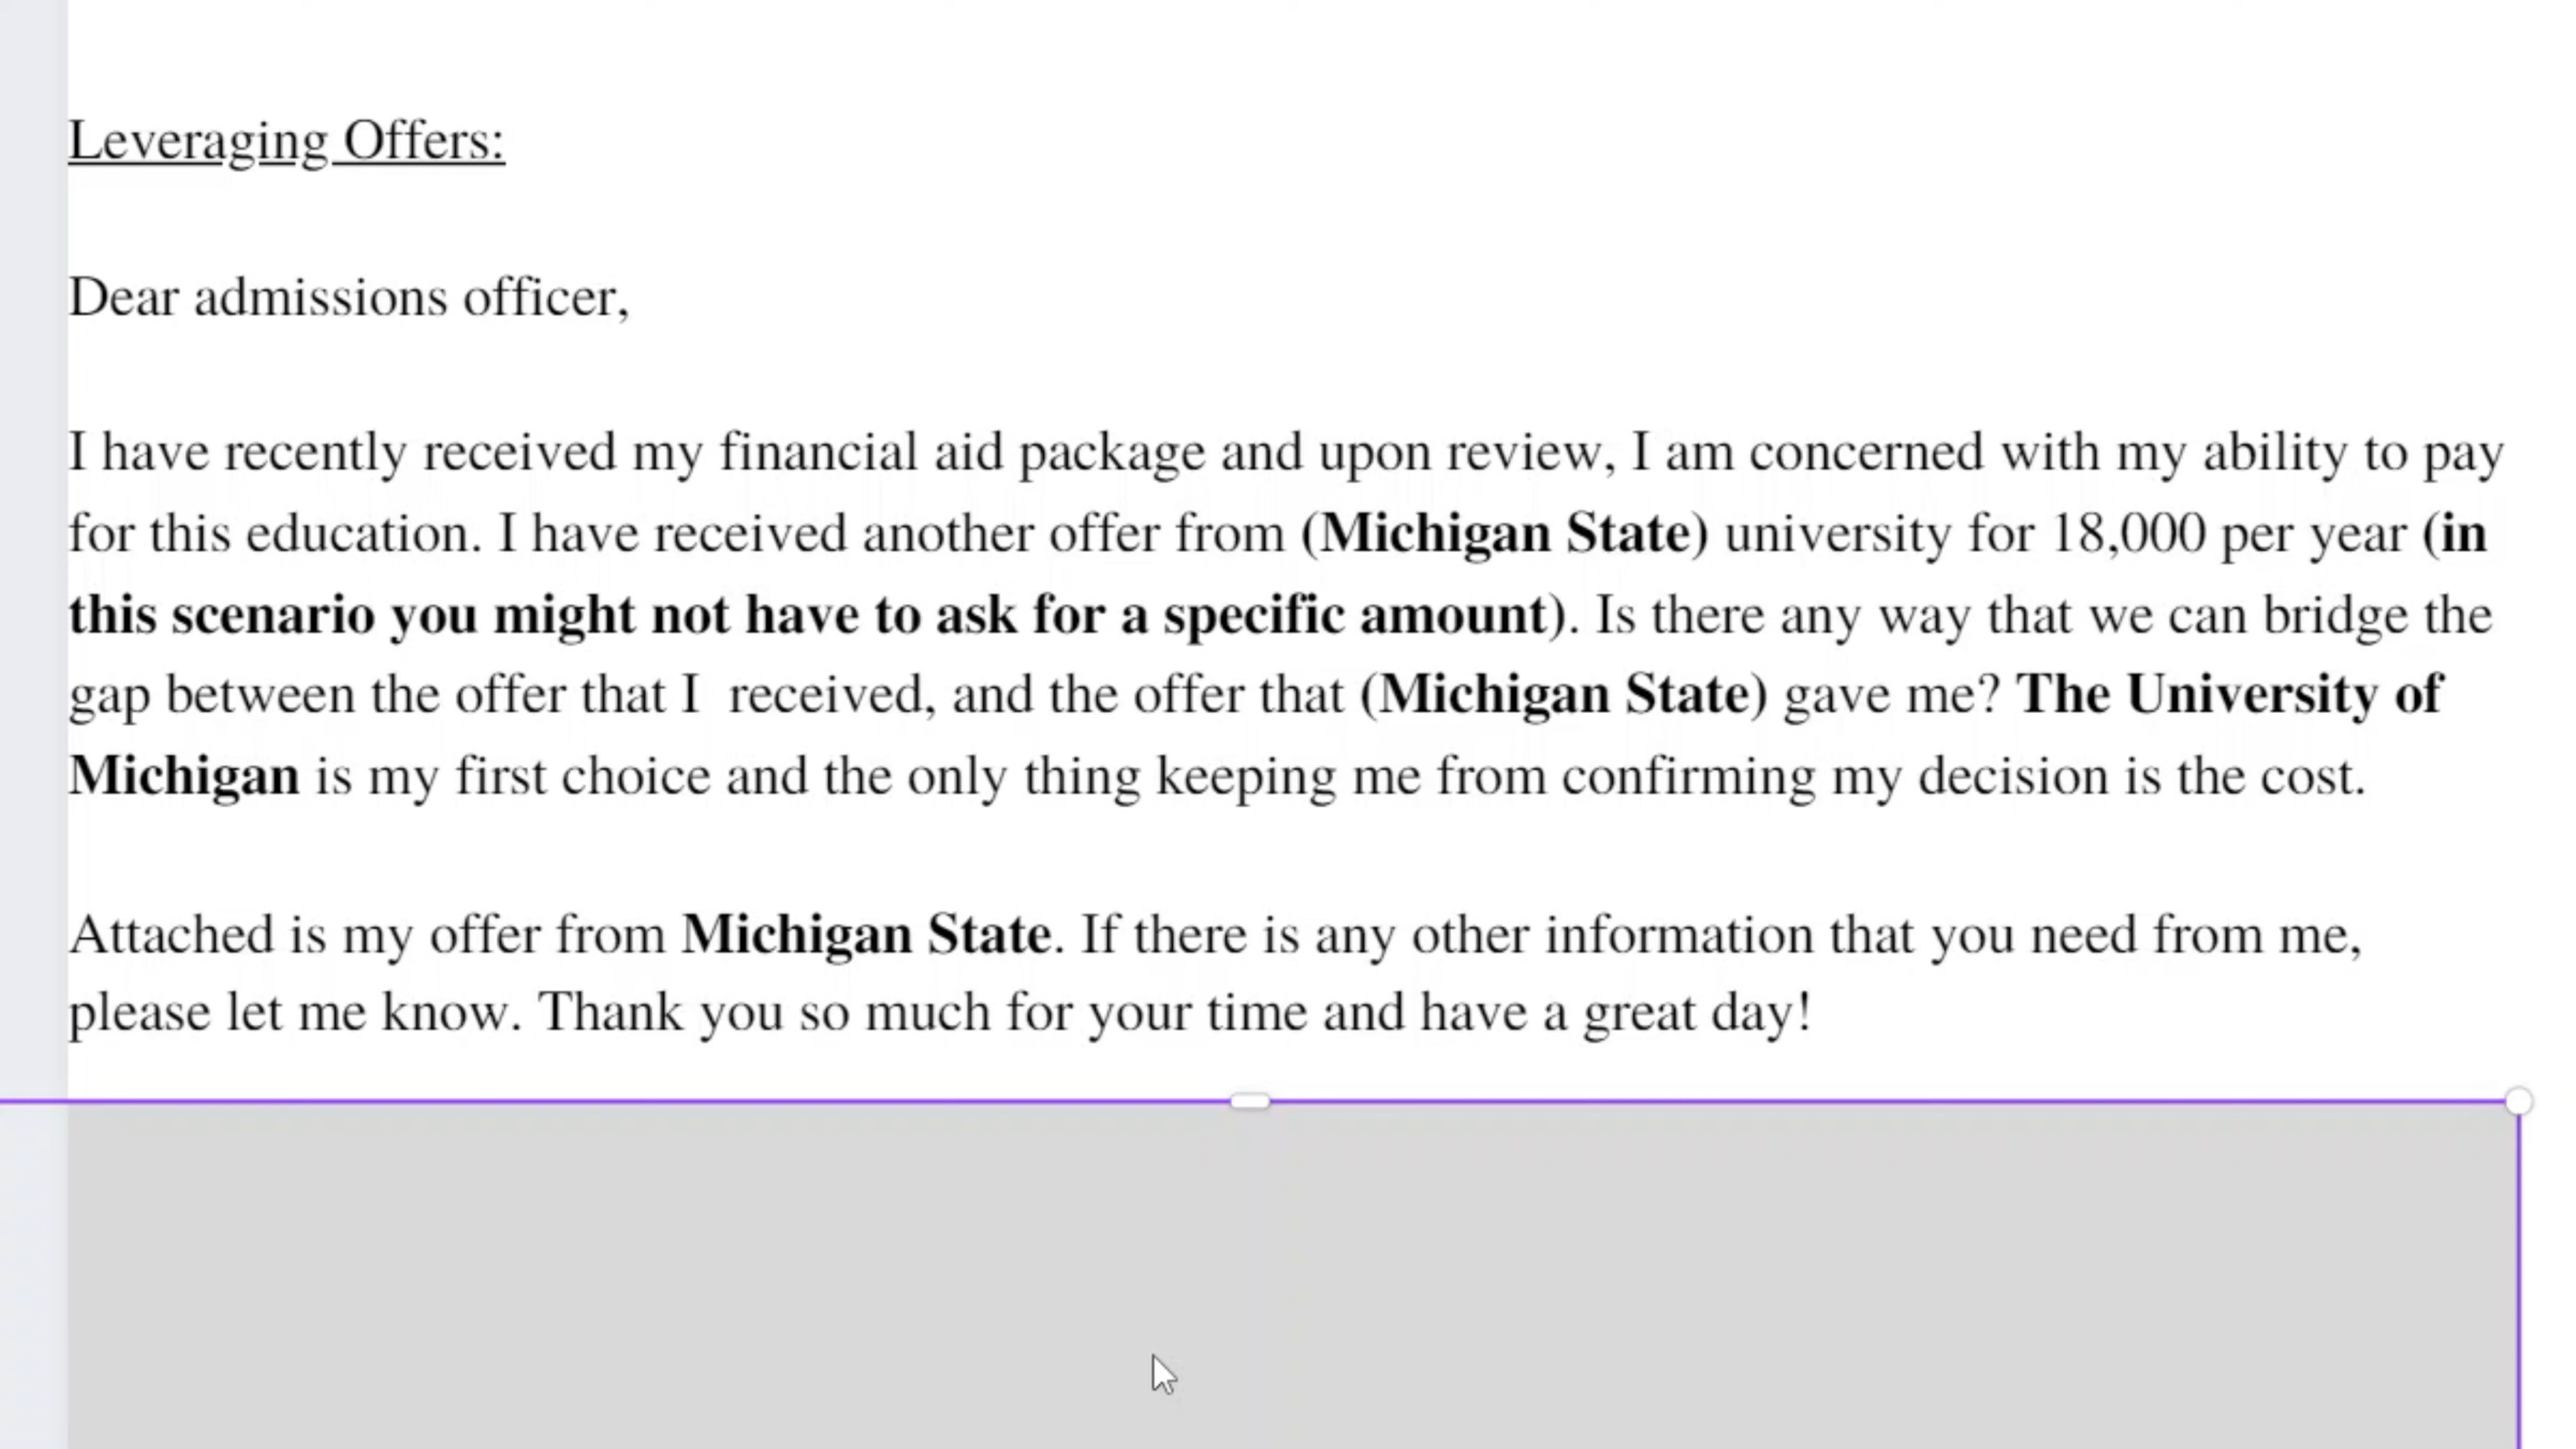 Leveraging Offers:
Dear admissions officer,
I have recently received my financial aid package and upon review, I am concerned with my ability to pay
for this education. I have received another offer from (Michigan State) university for 18,000 per year (in
this scenario you might not have to ask for a specific amount). Is there any way that we can bridge the
gap between the offer that I  received, and the offer that (Michigan State) gave me? The University of
Michigan is my first choice and the only thing keeping me from confirming my decision is the cost.
Attached is my offer from Michigan State. If there is any other information that you need from me,
please let me know. Thank you so much for your time and have a great day!